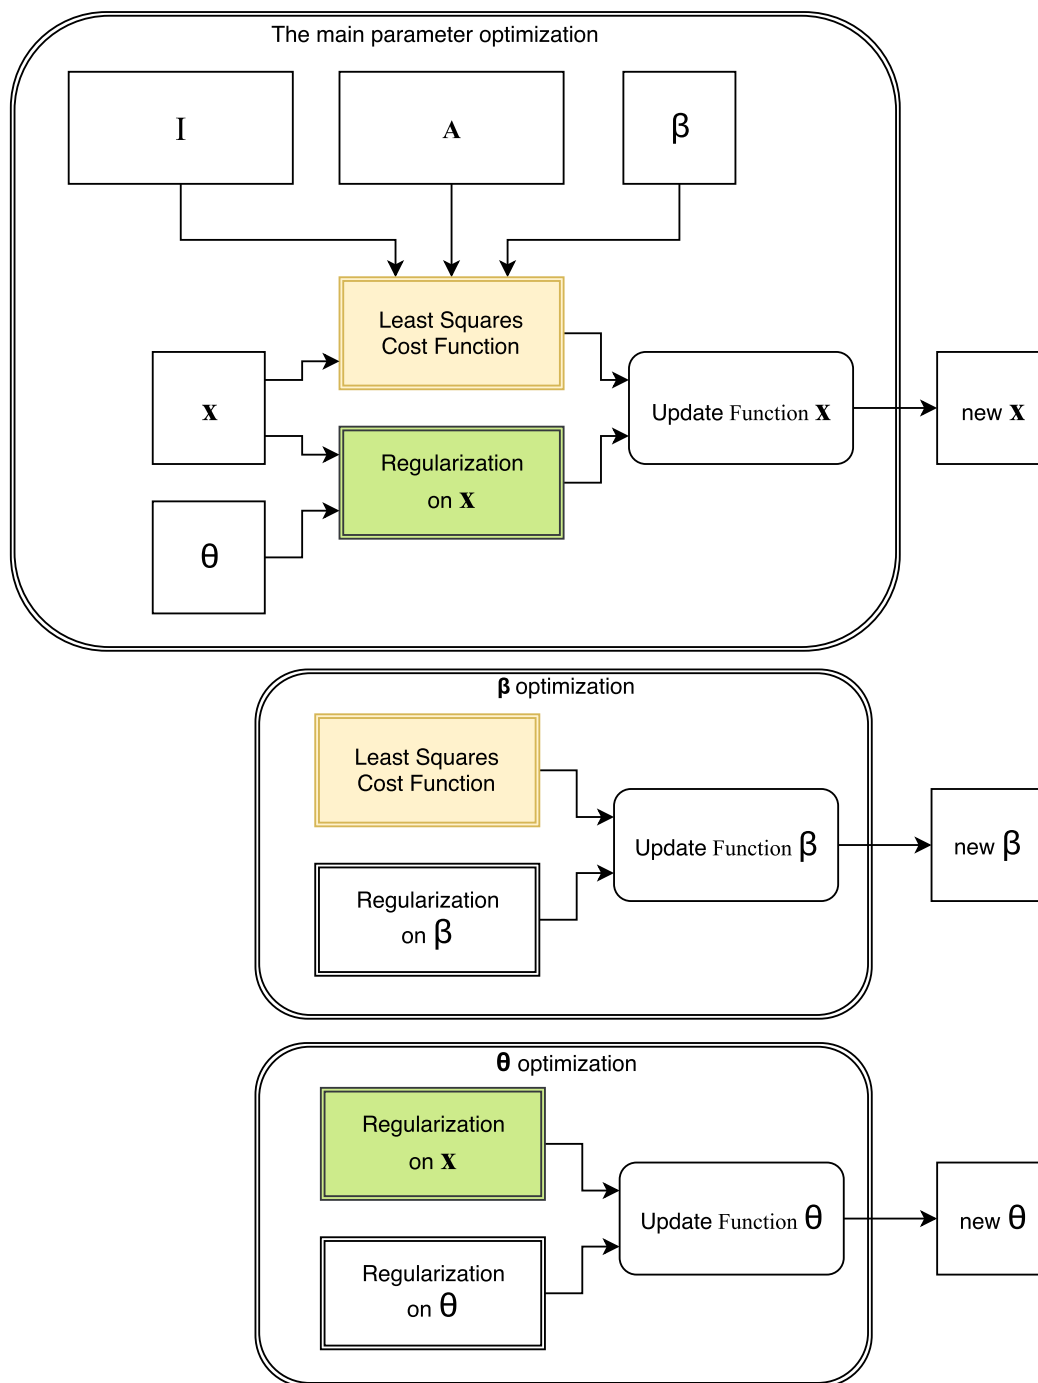 The main parameter optimization
I
A
β
Least Squares
Cost Function
x
Update Function x
new x
Regularization
on x
θ
β optimization
Least Squares
Cost Function
Update Function β
new β
Regularization
on β
θ optimization
Regularization
on x
Update Function θ
new θ
Regularization
on θ